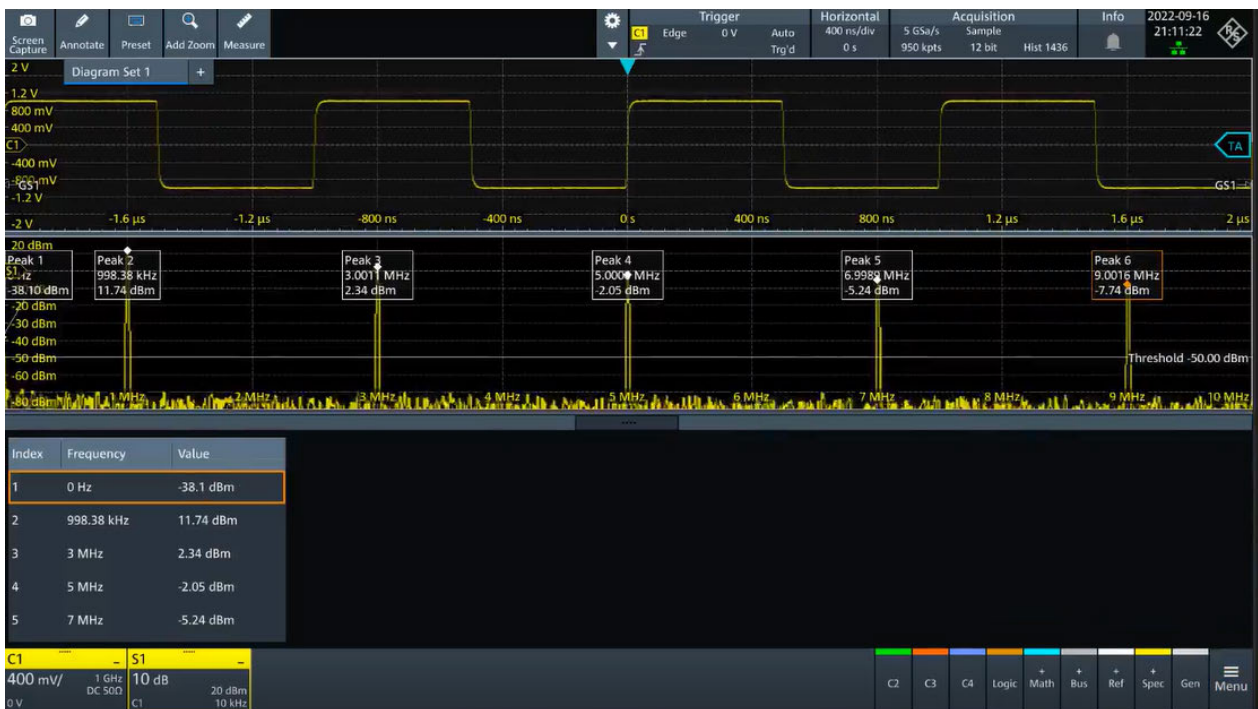 Screen Capture
Annotate
Preset
Add Zoom
Measure
Trigger
C1 Edge 0 V Auto
Trg'd
Horizontal
400 ns/div
0 s
Acquisition
5 GSa/s Sample
950 kpts 12 bit Hist 1436
Info
2022-09-16
21:11:22
R&S
2 V
Diagram Set 1 +
1.2 V
800 mV
400 mV
C1
TA
-400 mV
-800 mV
GS1 GS1
-1.2 V
-2 V -1.6 µs -1.2 µs -800 ns -400 ns 0 s 400 ns 800 ns 1.2 µs 1.6 µs 2 µs
20 dBm
Peak 1
Hz
-38.10 dBm
Peak 2
998.38 kHz
11.74 dBm
Peak 3
3.0011 MHz
2.34 dBm
Peak 4
5.000 MHz
-2.05 dBm
Peak 5
6.9983 MHz
-5.24 dBm
Peak 6
9.0016 MHz
-7.74 dBm
S1
-20 dBm
-30 dBm
-40 dBm
-50 dBm
Threshold -50.00 dBm
-60 dBm
-80 dBm 1 MHz 2 MHz 3 MHz 4 MHz 5 MHz 6 MHz 7 MHz 8 MHz 9 MHz 10 MHz
Index Frequency Value
1 0 Hz -38.1 dBm
2 998.38 kHz 11.74 dBm
3 3 MHz 2.34 dBm
4 5 MHz -2.05 dBm
5 7 MHz -5.24 dBm
C1
400 mV/ 1 GHz
DC 50Ω
0 V
S1
10 dB
20 dBm
C1 10 kHz
C2
C3
C4
Logic
+ Math
+ Bus
+ Ref
+ Spec
Gen
Menu